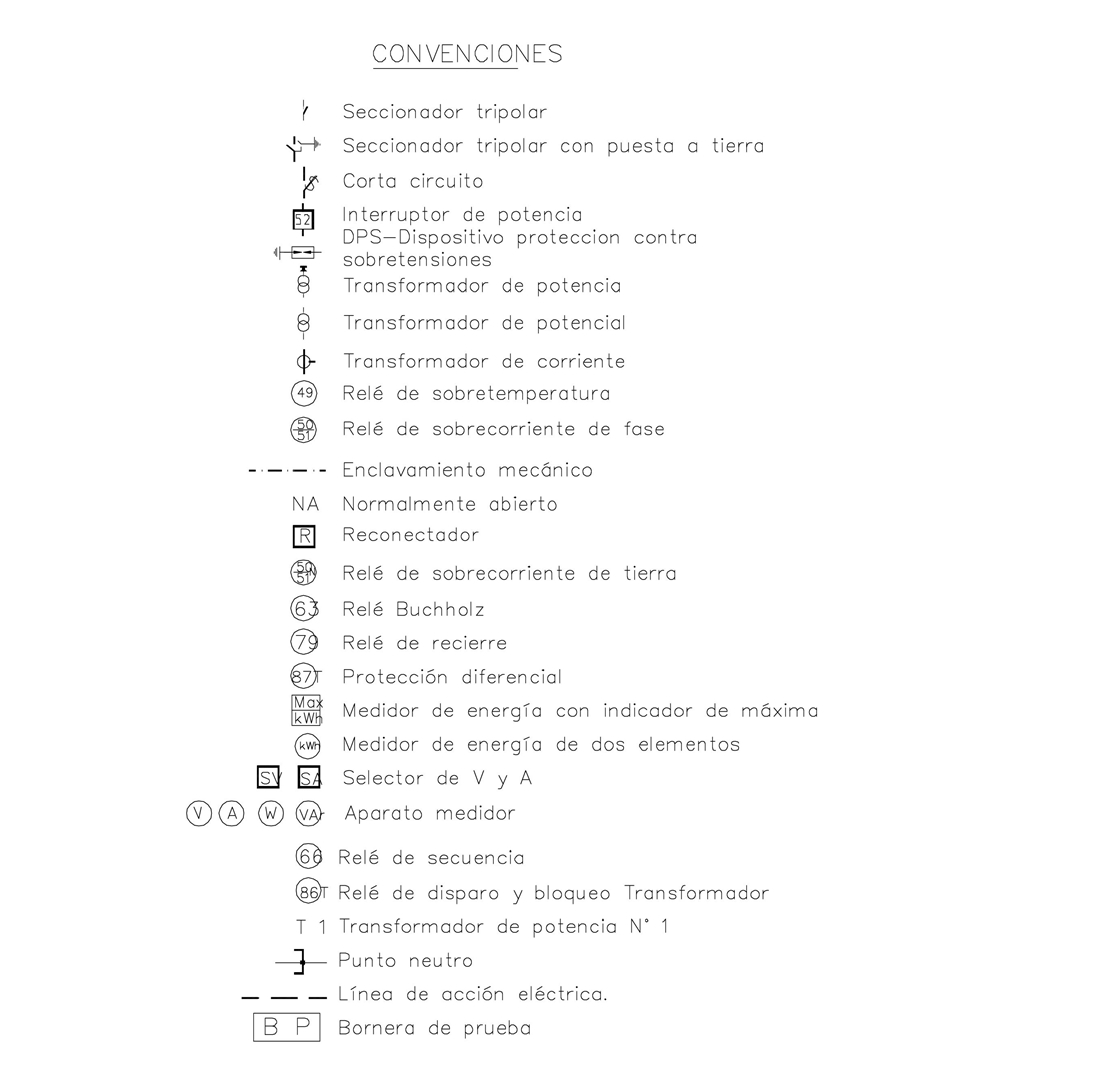 CONVENCIONES
Seccionador tripolar
Seccionador tripolar con puesta a tierra
Corta circuito
52 Interruptor de potencia
DPS-Dispositivo proteccion contra
sobretensiones
Transformador de potencia
Transformador de potencial
Transformador de corriente
49 Relé de sobretemperatura
50
51
Relé de sobrecorriente de fase
Enclavamiento mecánico
NA Normalmente abierto
R Reconectador
50
51 N
Relé de sobrecorriente de tierra
63 Relé Buchholz
79 Relé de recierre
87T Protección diferencial
Max
kWh
Medidor de energía con indicador de máxima
kWh Medidor de energía de dos elementos
SV SA Selector de V y A
V A W VAr Aparato medidor
66 Relé de secuencia
86T Relé de disparo y bloqueo Transformador
T 1 Transformador de potencia N° 1
Punto neutro
Línea de acción eléctrica.
B P Bornera de prueba